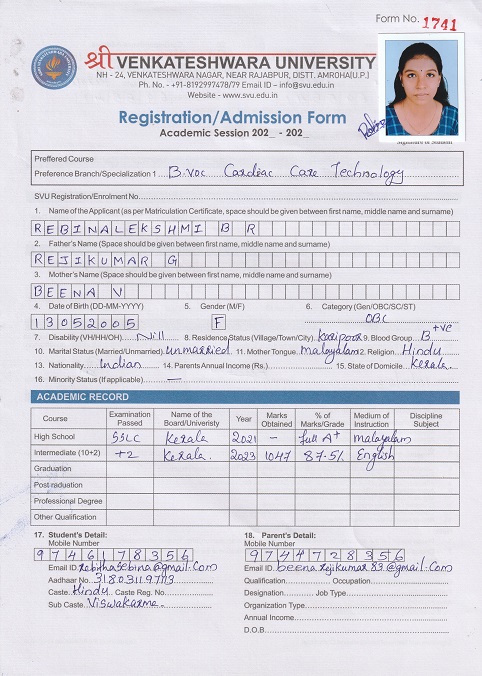 Form No. 1741
श्री VENKATESHWARA UNIVERSITY
NH - 24, VENKATESHWARA NAGAR, NEAR RAJABPUR, DISTT. AMROHA(U.P.)
Ph. No. - +91-8192997478/79 Email ID – info@svu.edu.in
Website - www.svu.edu.in
Registration/Admission Form
Academic Session 202_ - 202_
Preffered Course
Preference Branch/Specialization 1 B.voc Cardiac Care Technology
SVU Registration/Enrolment No.
1. Name of the Applicant (as per Matriculation Certificate, space should be given between first name, middle name and surname)
REBINALEKSHMI B R
2. Father's Name (Space should be given between first name, middle name and surname)
REJIKUMAR G
3. Mother's Name (Space should be given between first name, middle name and surname)
BEENA V
4. Date of Birth (DD-MM-YYYY) 5. Gender (M/F) 6. Category (Gen/OBC/SC/ST)
13052005 F OBC
7. Disability (VH/HH/OH) Nill 8. Residence Status (Village/Town/City) 9. Blood Group B +ve
10. Marital Status (Married/Unmarried) unmarried 11. Mother Tongue malayalam 2. Religion Hindu
13. Nationality Indian 14. Parents Annual Income (Rs.) 15. State of Domicile Kerala.
16. Minority Status (If applicable) —
ACADEMIC RECORD
Course Examination Passed Name of the Board/Univeristy Year Marks Obtained % of Marks/Grade Medium of Instruction Discipline Subject
High School SSLC Kerala 2021 - full A+ malayalam
Intermediate (10+2) +2 Kerala. 2023 1047 87.5% English
Graduation
Post raduation
Professional Degree
Other Qualification
17. Student's Detail: 18. Parent's Detail:
Mobile Number Mobile Number
9746178356 9744728356
Email ID rebithasebina@gmail.com Email ID beena.rejikumar83@gmail.com
Aadhaar No. Qualification Occupation
Caste Hindu Caste Reg. No. Designation Job Type
Sub Caste Viswakarma. Organization Type
Annual Income
D.O.B.